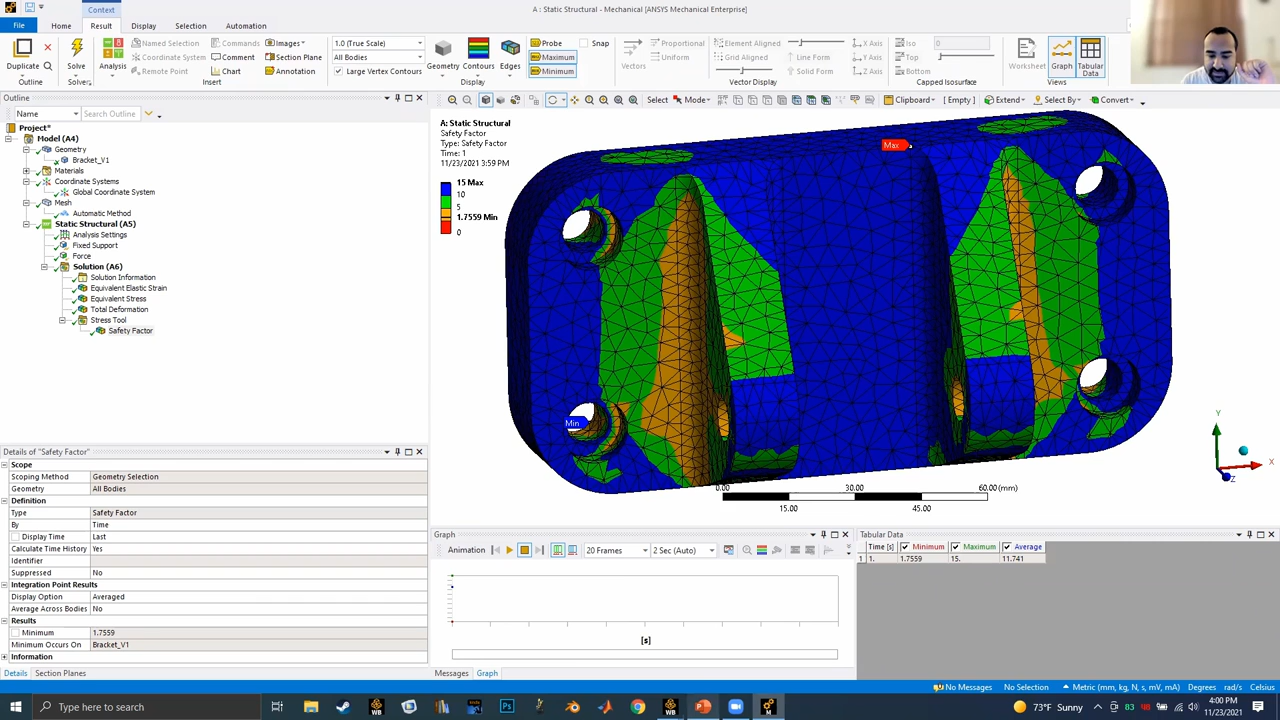 Context
A : Static Structural - Mechanical [ANSYS Mechanical Enterprise]
File Home Result Display Selection Automation
Duplicate
Solve
Analysis
Named Selections
Commands
Images
Coordinate System
Comment
Section Plane
Remote Point
Chart
Annotation
1.0 (True Scale)
All Bodies
Large Vertex Contours
Geometry
Contours
Edges
Probe
Maximum
Minimum
Snap
Vectors
Proportional
Uniform
Element Aligned
Grid Aligned
Line Form
Solid Form
X Axis
Y Axis
Z Axis
Iso
Top
Bottom
0
Worksheet
Graph
Tabular
Data
Outline Solver Insert Display Vector Display Capped Isosurface Views
Outline
Name
Search Outline
Select Mode Clipboard [ Empty ] Extend Select By Convert
Project*
Model (A4)
Geometry
Bracket_V1
Materials
Coordinate Systems
Global Coordinate System
Mesh
Automatic Method
Static Structural (A5)
Analysis Settings
Fixed Support
Force
Solution (A6)
Solution Information
Equivalent Elastic Strain
Equivalent Stress
Total Deformation
Stress Tool
Safety Factor
A: Static Structural
Safety Factor
Type: Safety Factor
Time: 1
11/23/2021 3:59 PM
15 Max
10
5
1.7559 Min
0
Max
Min
0.00 30.00 60.00 (mm)
15.00 45.00
Y
X
Z
Details of "Safety Factor"
Scope
Scoping Method Geometry Selection
Geometry All Bodies
Definition
Type Safety Factor
By Time
Display Time Last
Calculate Time History Yes
Identifier
Suppressed No
Integration Point Results
Display Option Averaged
Average Across Bodies No
Results
Minimum 1.7559
Minimum Occurs On Bracket_V1
Information
Details Section Planes
Graph
Animation 20 Frames 2 Sec (Auto)
[s]
Messages Graph
Tabular Data
Time [s] Minimum Maximum Average
1 1. 1.7559 15. 11.741
No Messages No Selection Metric (mm, kg, N, s, mV, mA) Degrees rad/s Celsius
Type here to search
73°F Sunny
83
4:00 PM
11/23/2021